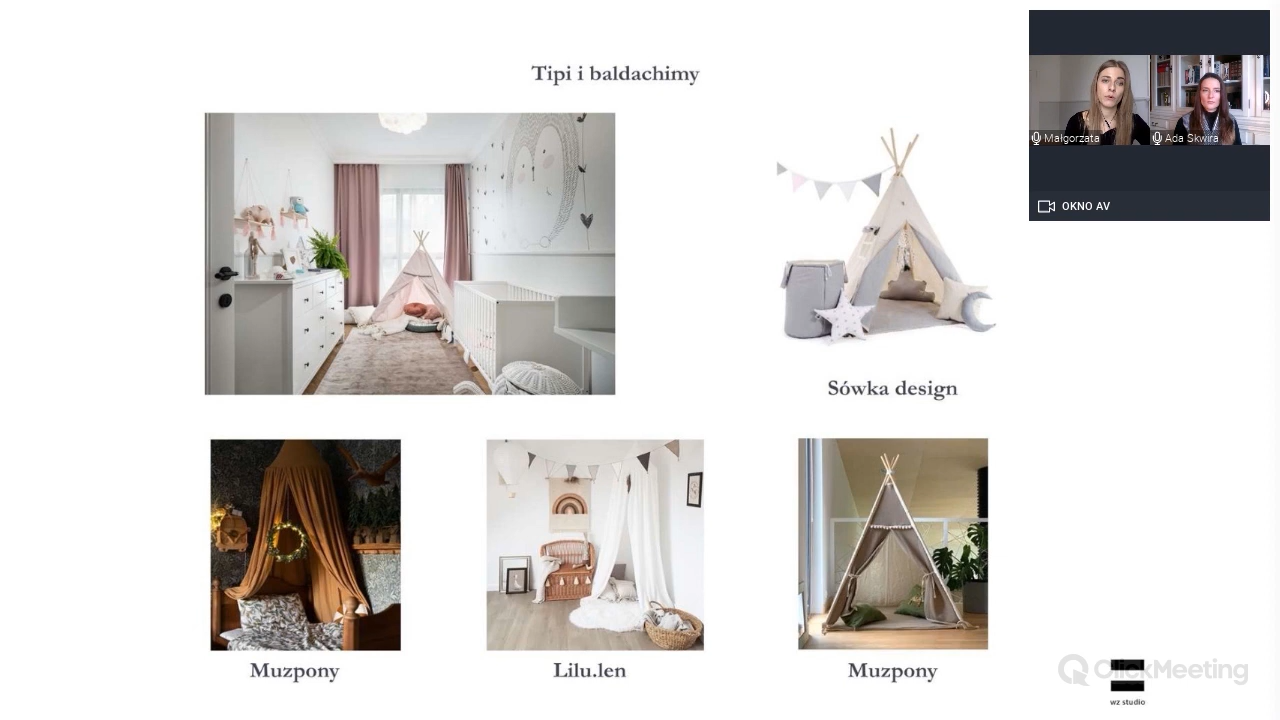 Tipi i baldachimy
Małgorzata
Ada Skwira
OKNO AV
Sówka design
Muzpony
Lilu.len
Muzpony
ClickMeeting
wz studio